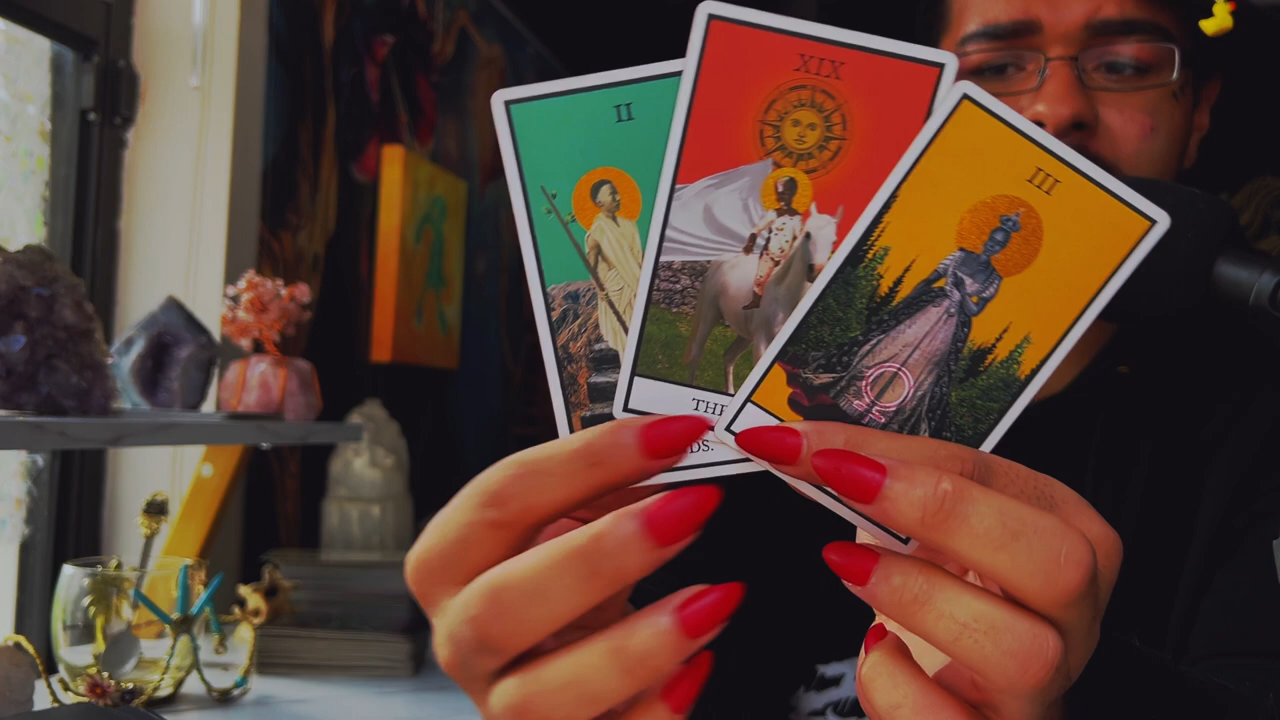 II
XIX
III
THE
DS.